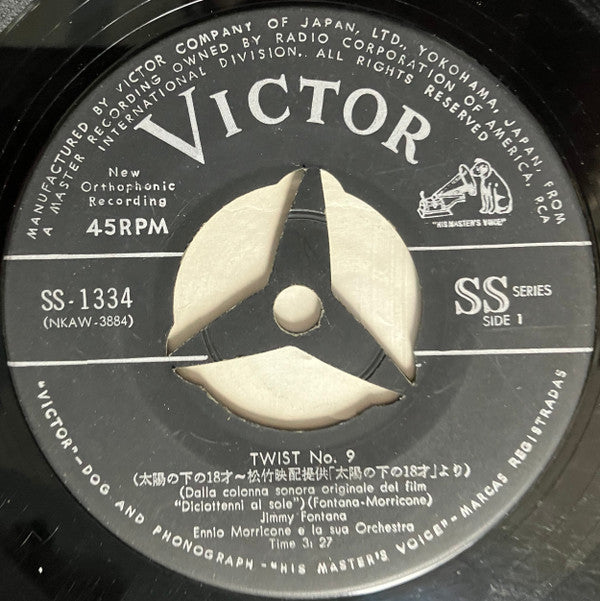 MANUFACTURED BY VICTOR COMPANY OF JAPAN, LTD., YOKOHAMA, JAPAN, FROM
A MASTER RECORDING OWNED BY RADIO CORPORATION OF AMERICA, RCA
INTERNATIONAL DIVISION. ALL RIGHTS RESERVED
VICTOR
New
Orthophonic
Recording
45RPM
"HIS MASTER'S VOICE"
SS-1334
(NKAW-3884)
SS SERIES
SIDE 1
TWIST No. 9
(太陽の下の18才〜松竹映配提供「太陽の下の18才」より)
(Dalla colonna sonora originale del film
"Diclottenni al sole") (Fontana-Morricone)
Jimmy Fontana
Ennio Morricone e la sua Orchestra
Time 3: 27
"VICTOR"-DOG AND PHONOGRAPH-"HIS MASTER'S VOICE"-MARCAS REGISTRADAS